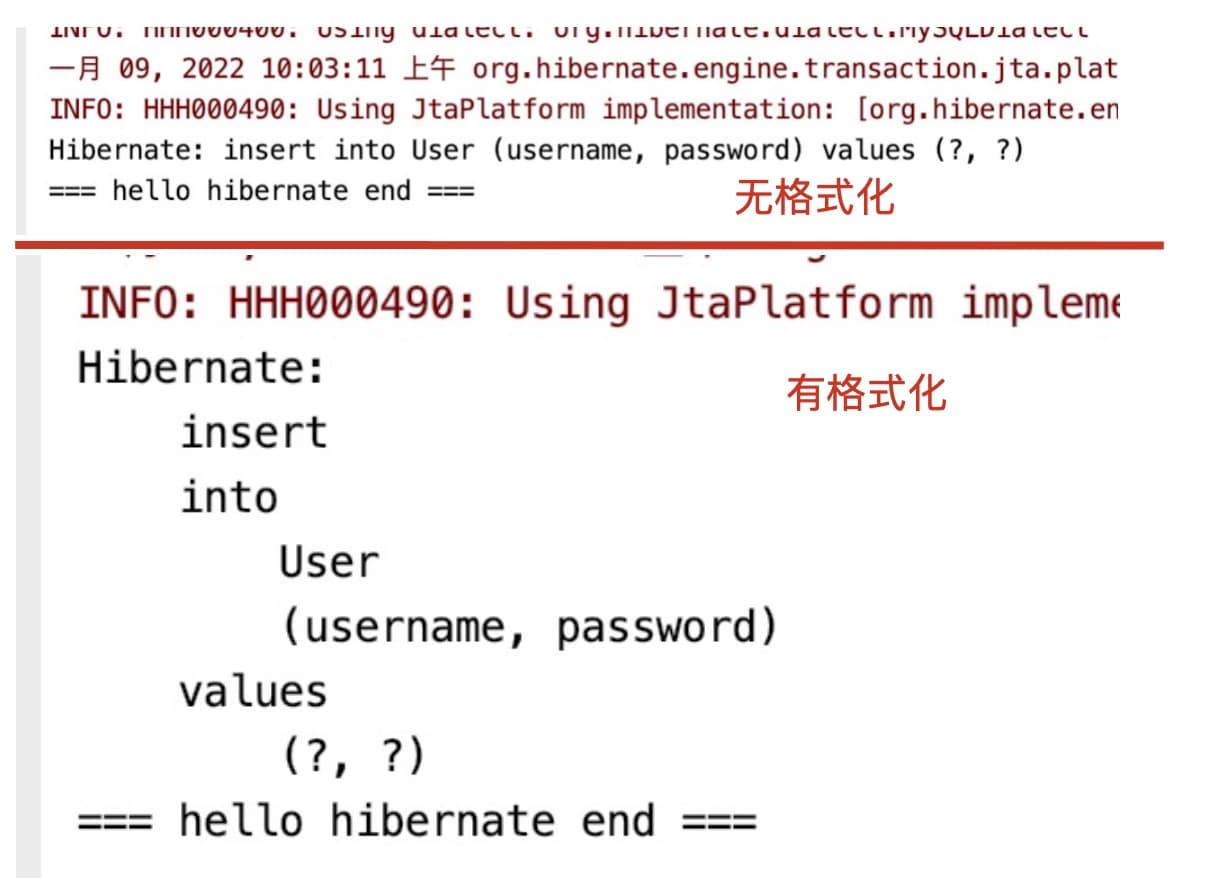 INFO: HHH000400: Using dialect: org.hibernate.dialect.MySQLDialect
一月 09, 2022 10:03:11 上午 org.hibernate.engine.transaction.jta.plat
INFO: HHH000490: Using JtaPlatform implementation: [org.hibernate.en
Hibernate: insert into User (username, password) values (?, ?)
=== hello hibernate end ===
无格式化
INFO: HHH000490: Using JtaPlatform impleme
Hibernate:
有格式化
insert
into
User
(username, password)
values
(?, ?)
=== hello hibernate end ===